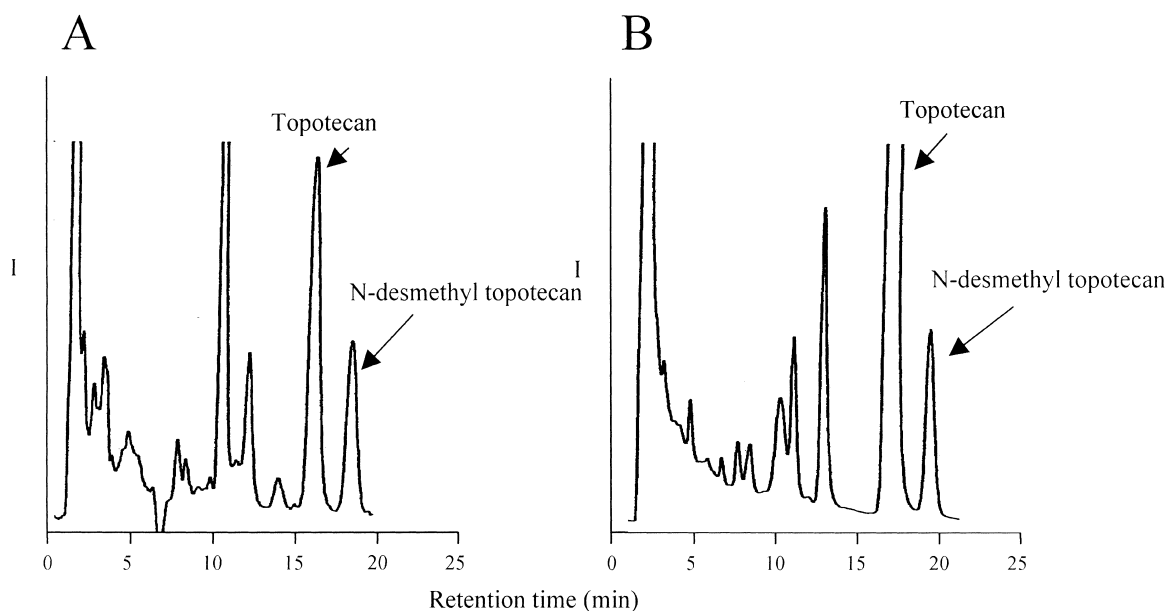 A
B
Topotecan
Topotecan
I
I
N-desmethyl topotecan
N-desmethyl topotecan
0 5 10 15 20 25
0 5 10 15 20 25
Retention time (min)